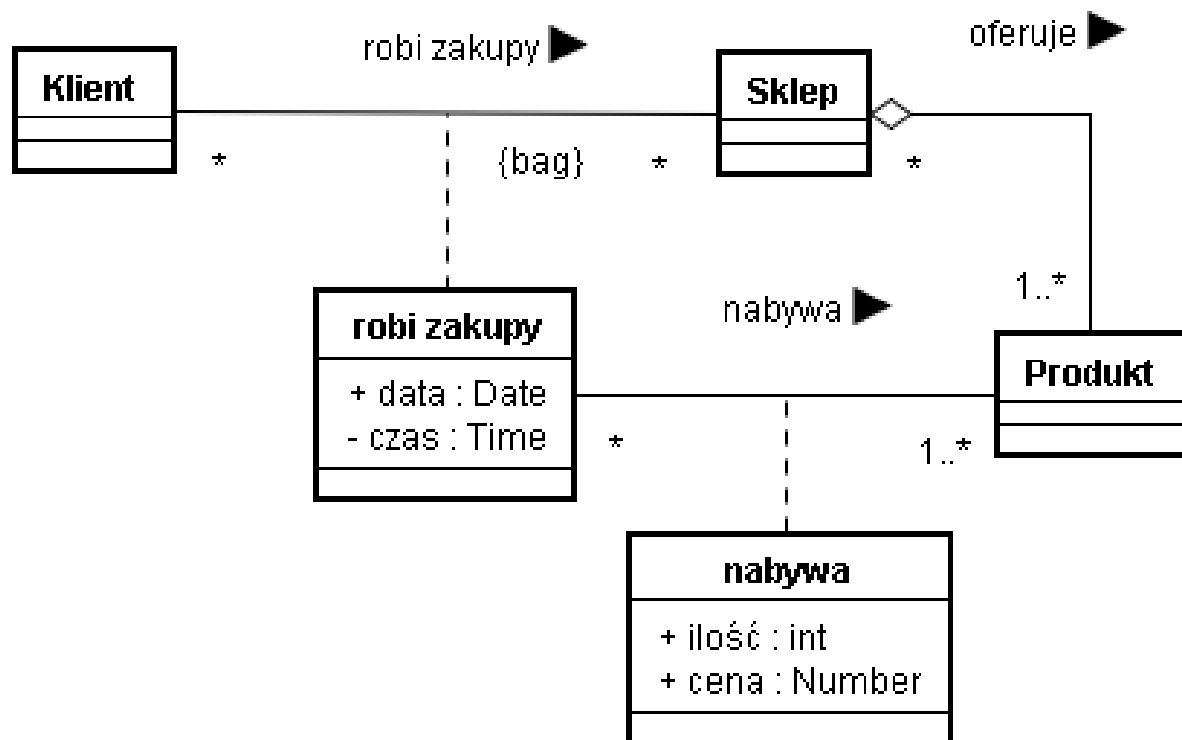 robi zakupy ▶
oferuje ▶
Klient
Sklep
*
{bag}
*
*
1..*
nabywa ▶
robi zakupy
+ data : Date
- czas : Time
Produkt
*
1..*
nabywa
+ ilość : int
+ cena : Number